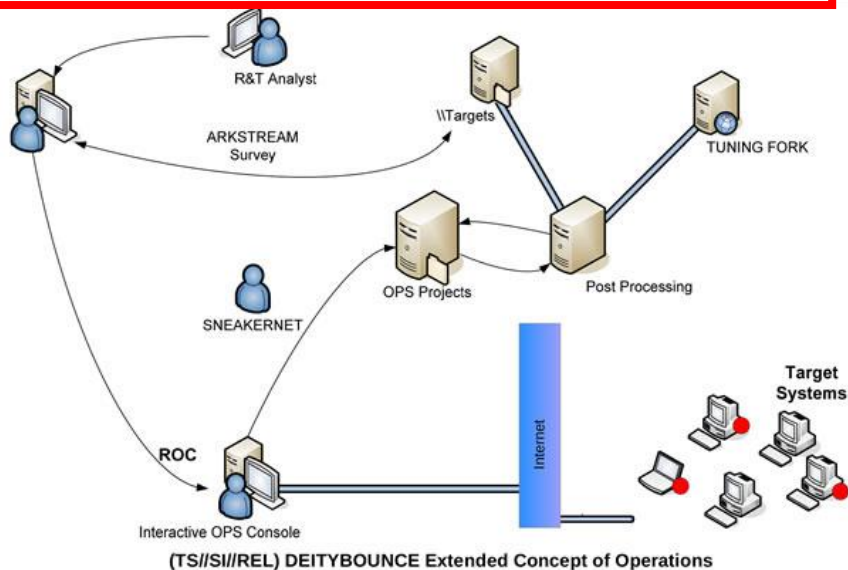 R&T Analyst
ARKSTREAM
Survey
\\Targets
TUNING FORK
OPS Projects
Post Processing
SNEAKERNET
Target
Systems
Internet
ROC
Interactive OPS Console
(TS//SI//REL) DEITYBOUNCE Extended Concept of Operations